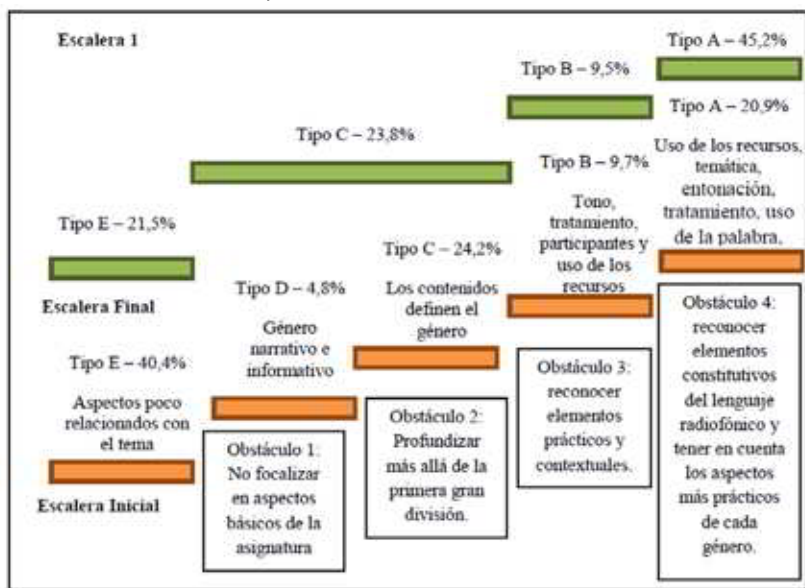 Escalera 1
Tipo A – 45,2%
Tipo B – 9,5%
Tipo A – 20,9%
Uso de los recursos,
temática,
entonación,
tratamiento, uso
de la palabra,
Tipo C – 23,8%
Tipo B – 9,7%
Tono,
tratamiento,
participantes y
uso de los
recursos
Tipo E – 21,5%
Tipo C – 24,2%
Los contenidos
definen el
género
Escalera Final
Tipo D – 4,8%
Género
narrativo e
informativo
Tipo E – 40,4%
Aspectos poco
relacionados con
el tema
Escalera Inicial
Obstáculo 1:
No focalizar
en aspectos
básicos de la
asignatura
Obstáculo 2:
Profundizar
más allá de la
primera gran
división.
Obstáculo 3:
reconocer
elementos
prácticos y
contextuales.
Obstáculo 4:
reconocer
elementos
constitutivos
del lenguaje
radiofónico y
tener en cuenta
los aspectos
más prácticos
de cada
género.